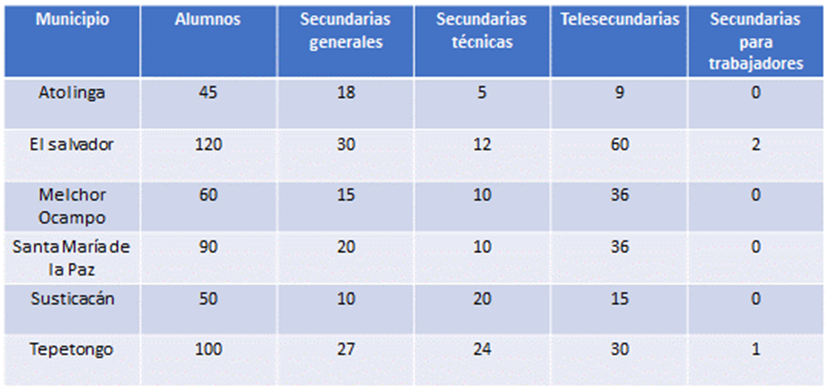 Municipio Alumnos Secundarias generales Secundarias técnicas Telesecundarias Secundarias para trabajadores
Atolinga 45 18 5 9 0
El salvador 120 30 12 60 2
Melchor Ocampo 60 15 10 36 0
Santa María de la Paz 90 20 10 36 0
Susticacán 50 10 20 15 0
Tepetongo 100 27 24 30 1